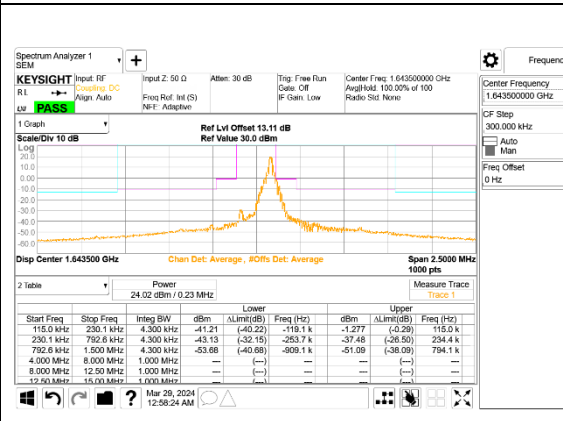 Spectrum Analyzer 1
SEM
KEYSIGHT Input: RF Input Z: 50 Ω Atten: 30 dB Trig: Free Run Center Freq: 1.643500000 GHz
R L Coupling: DC Gate: Off Avg|Hold: 100.00% of 100
Align: Auto Freq Ref: Int (S) IF Gain: Low Radio Std: None
NFE: Adaptive
PASS
1 Graph
Ref Lvl Offset 13.11 dB
Scale/Div 10 dB Ref Value 30.0 dBm
Log
20.0
10.0
0.00
-10.0
-20.0
-30.0
-40.0
-50.0
-60.0
Disp Center 1.643500 GHz Chan Det: Average , #Offs Det: Average Span 2.5000 MHz
1000 pts
2 Table Power Measure Trace
24.02 dBm / 0.23 MHz Trace 1
Lower Upper
Start Freq Stop Freq Integ BW dBm ΔLimit(dB) Freq (Hz) dBm ΔLimit(dB) Freq (Hz)
115.0 kHz 230.1 kHz 4.300 kHz -41.21 (-40.22) -119.1 k -1.277 (-0.29) 115.0 k
230.1 kHz 792.6 kHz 4.300 kHz -43.13 (-32.15) -253.7 k -37.48 (-26.50) 234.4 k
792.6 kHz 1.500 MHz 4.300 kHz -53.68 (-40.68) -909.1 k -51.09 (-38.09) 794.1 k
4.000 MHz 8.000 MHz 1.000 MHz --- (---) --- (---)
8.000 MHz 12.50 MHz 1.000 MHz --- (---) --- (---)
12.50 MHz 15.00 MHz 1.000 MHz --- (---) --- (---)
? Mar 29, 2024
12:58:24 AM
Frequenc
Center Frequency
1.643500000 GHz
CF Step
300.000 kHz
Auto
Man
Freq Offset
0 Hz